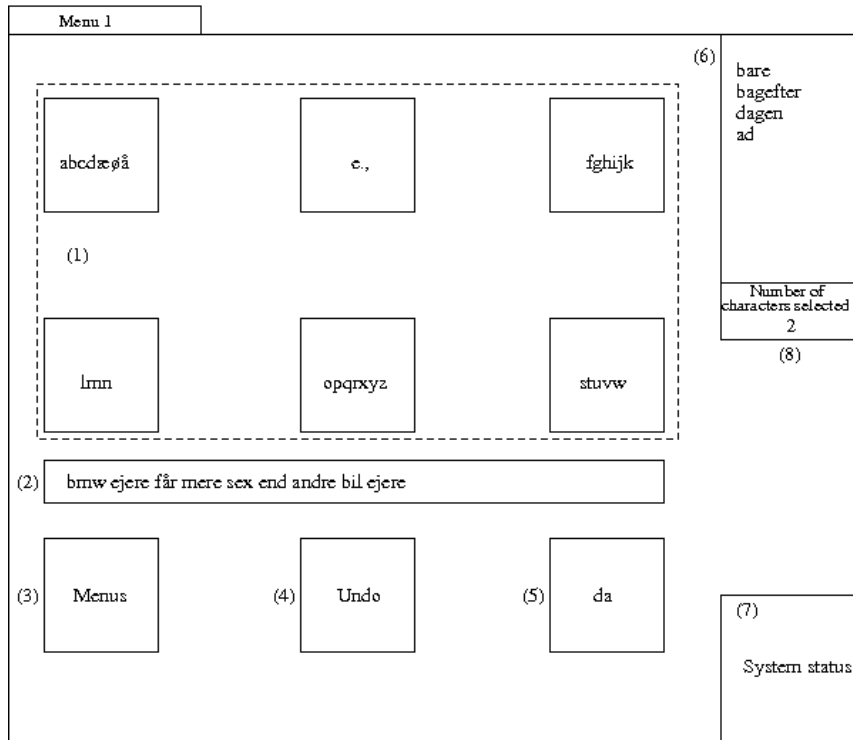 Menu 1
(6)
bare
bagefter
dagen
ad
abcdæøå
e.,
fghijk
(1)
Number of
characters selected
2
(8)
lmn
opqrxyz
stuvw
(2)
bmw ejere får mere sex end andre bil ejere
(3)
Menus
(4)
Undo
(5)
da
(7)
System status